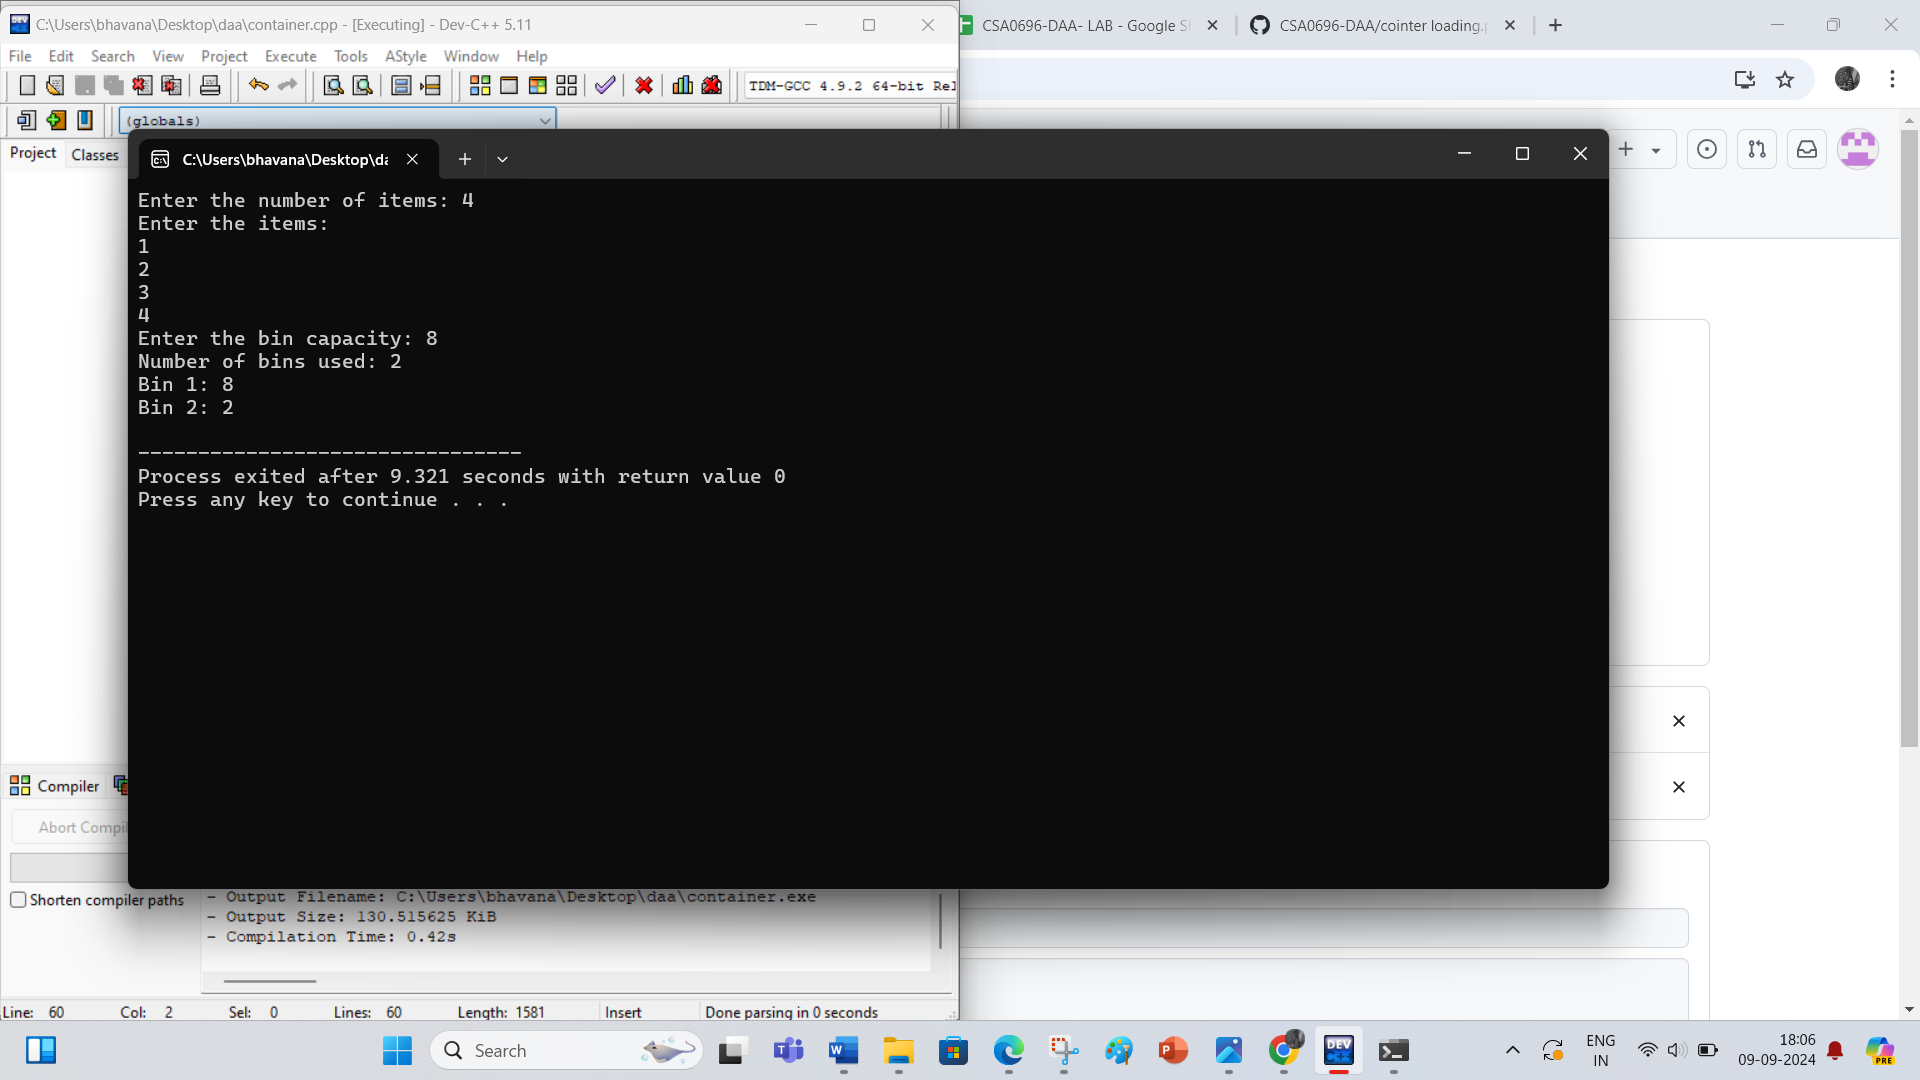 C:\Users\bhavana\Desktop\daa\container.cpp - [Executing] - Dev-C++ 5.11
CSA0696-DAA- LAB - Google S
CSA0696-DAA/cointer loading.
File Edit Search View Project Execute Tools AStyle Window Help
TDM-GCC 4.9.2 64-bit Rel
(globals)
Project Classes
C:\Users\bhavana\Desktop\da
Enter the number of items: 4
Enter the items:
1
2
3
4
Enter the bin capacity: 8
Number of bins used: 2
Bin 1: 8
Bin 2: 2
--------------------------------
Process exited after 9.321 seconds with return value 0
Press any key to continue . . .
Compiler
Abort Compil
Shorten compiler paths
- Output Filename: C:\Users\bhavana\Desktop\daa\container.exe
- Output Size: 130.515625 KiB
- Compilation Time: 0.42s
Line: 60 Col: 2 Sel: 0 Lines: 60 Length: 1581 Insert Done parsing in 0 seconds
Search
ENG
IN
18:06
09-09-2024
PRE